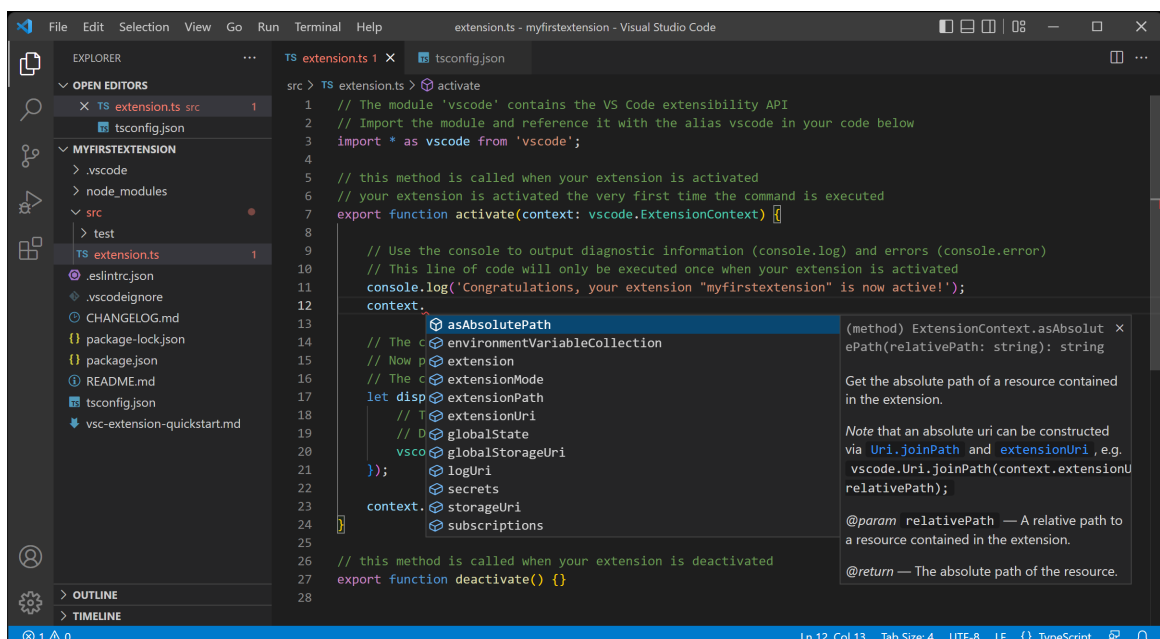 File Edit Selection View Go Run Terminal Help extension.ts - myfirstextension - Visual Studio Code
EXPLORER ...
OPEN EDITORS
TS extension.ts src 1
TS tsconfig.json
MYFIRSTEXTENSION
.vscode
node_modules
src
test
TS extension.ts 1
.eslintrc.json
.vscodeignore
CHANGELOG.md
{} package-lock.json
{} package.json
README.md
TS tsconfig.json
vsc-extension-quickstart.md
OUTLINE
TIMELINE
TS extension.ts 1 TS tsconfig.json ...
src > TS extension.ts > activate
1 // The module 'vscode' contains the VS Code extensibility API
2 // Import the module and reference it with the alias vscode in your code below
3 import * as vscode from 'vscode';
4
5 // this method is called when your extension is activated
6 // your extension is activated the very first time the command is executed
7 export function activate(context: vscode.ExtensionContext) {
8
9 // Use the console to output diagnostic information (console.log) and errors (console.error)
10 // This line of code will only be executed once when your extension is activated
11 console.log('Congratulations, your extension "myfirstextension" is now active!');
12 context.
13
14 // The c
15 // Now p
16 // The c
17 let disp
18 // T
19 // D
20 vsco
21 });
22
23 context.
24 }
25
26 // this method is called when your extension is deactivated
27 export function deactivate() {}
28
asAbsolutePath
environmentVariableCollection
extension
extensionMode
extensionPath
extensionUri
globalState
globalStorageUri
logUri
secrets
storageUri
subscriptions
(method) ExtensionContext.asAbsolut
ePath(relativePath: string): string
Get the absolute path of a resource contained
in the extension.
Note that an absolute uri can be constructed
via Uri.joinPath and extensionUri , e.g.
vscode.Uri.joinPath(context.extensionU
relativePath);
@param relativePath — A relative path to
a resource contained in the extension.
@return — The absolute path of the resource.
1 0 Ln 12, Col 13 Tab Size: 4 UTF-8 LF {} TypeScript